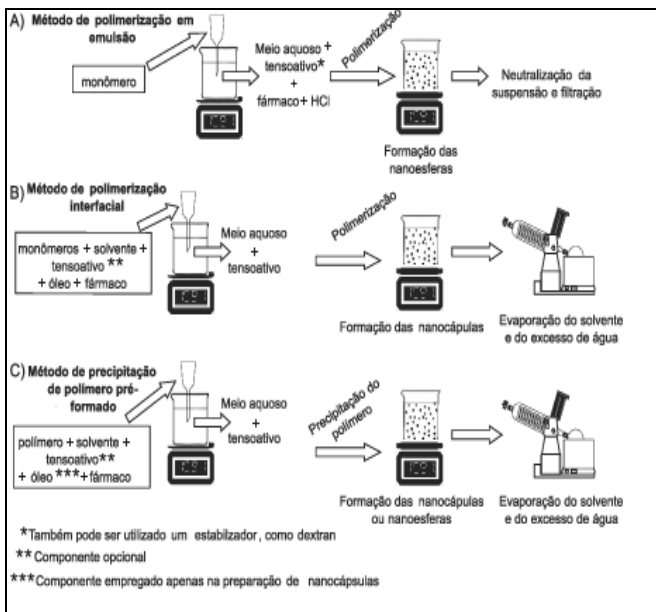 A) Método de polimerização em
emulsão
monômero
Meio aquoso +
tensoativo*
+
fármaco + HCl
Polimerização
Formação das
nanoesferas
Neutralização da
suspensão e filtração
B) Método de polimerização
interfacial
monômeros + solvente +
tensoativo **
+ óleo + fármaco
Meio aquoso
+
tensoativo
Polimerização
Formação das nanocápulas
Evaporação do solvente
e do excesso de água
C) Método de precipitação
de polímero pré-
formado
polímero + solvente +
tensoativo**
+ óleo *** + fármaco
Meio aquoso
+
tensoativo
Precipitação do
polímero
Formação das nanocápulas
ou nanoesferas
Evaporação do solvente
e do excesso de água
*Também pode ser utilizado um estabilzador, como dextran
** Componente opcional
***Componente empregado apenas na preparação de nanocápsulas